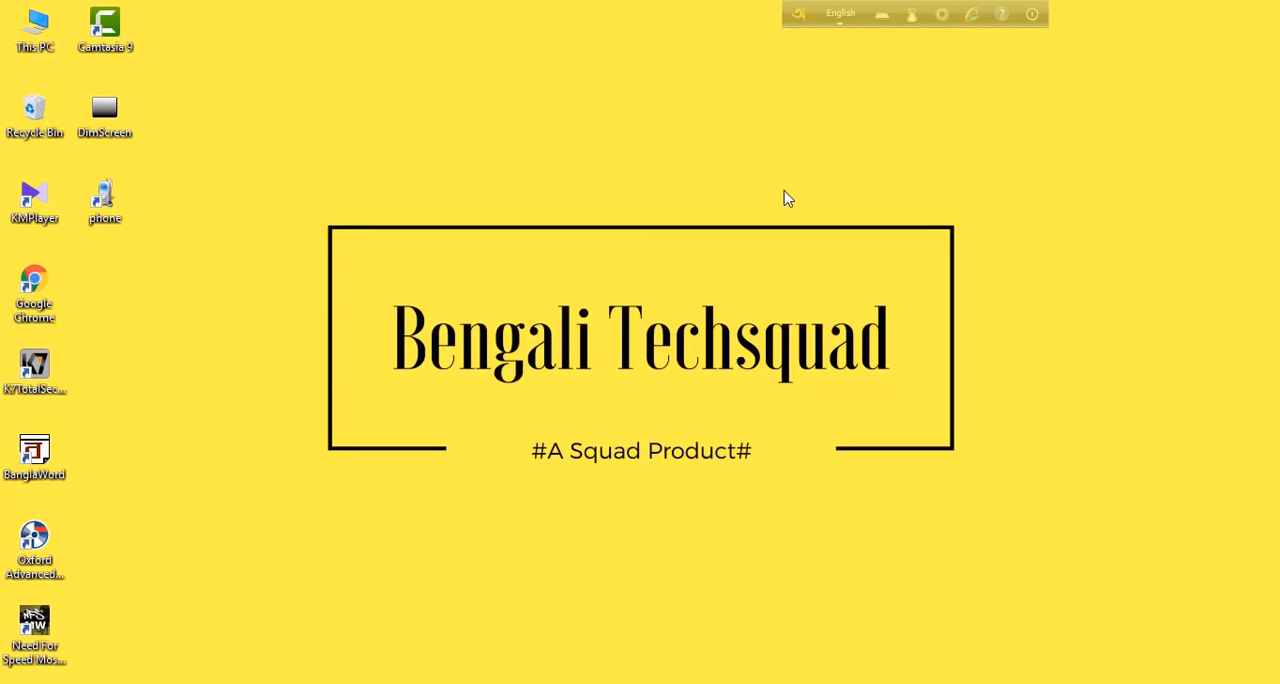 This PC
Camtasia 9
অ English
Recycle Bin
DimScreen
KMPlayer
phone
Google
Chrome
K7TotalSec...
BanglaWord
Oxford
Advanced...
Need For
Speed Mos...
Bengali Techsquad
#A Squad Product#